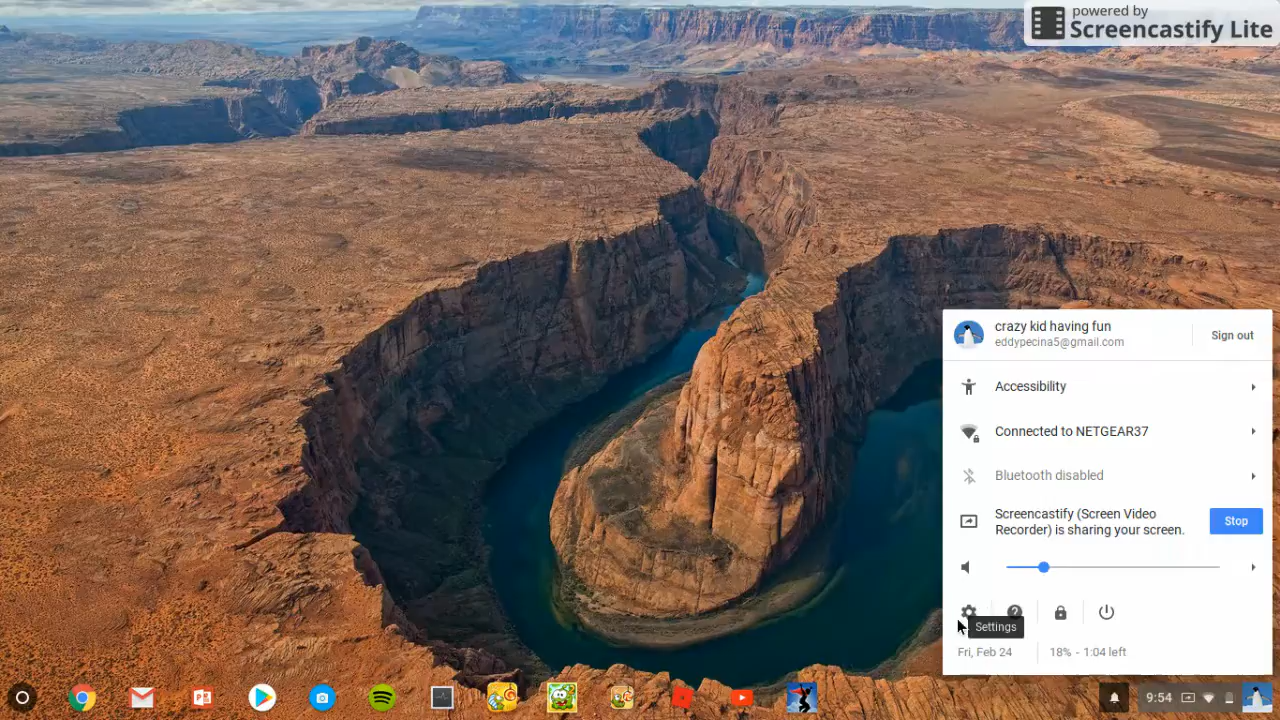 powered by
Screencastify Lite
crazy kid having fun
eddypecina5@gmail.com
Sign out
Accessibility
Connected to NETGEAR37
Bluetooth disabled
Screencastify (Screen Video
Recorder) is sharing your screen.
Stop
Settings
Fri, Feb 24
18% - 1:04 left
9:54